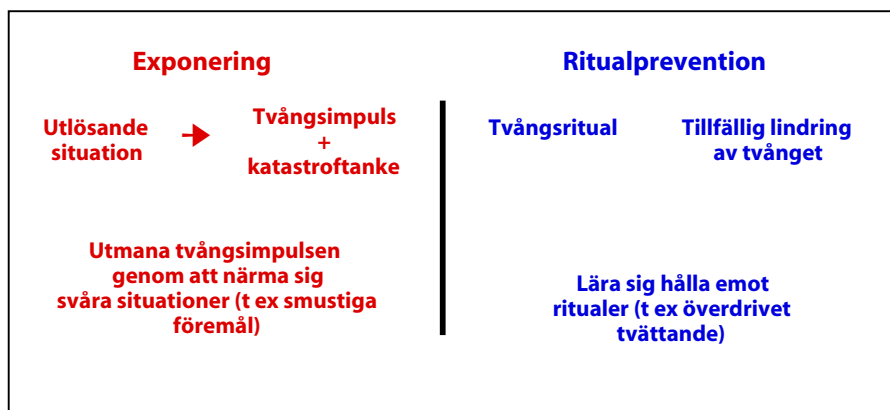 Exponering
Utlösande
situation
Tvångsimpuls
+
katastroftanke
Utmana tvångsimpulsen
genom att närma sig
svåra situationer (t ex smustiga
föremål)
Ritualprevention
Tvångsritual
Tillfällig lindring
av tvånget
Lära sig hålla emot
ritualer (t ex överdrivet
tvättande)